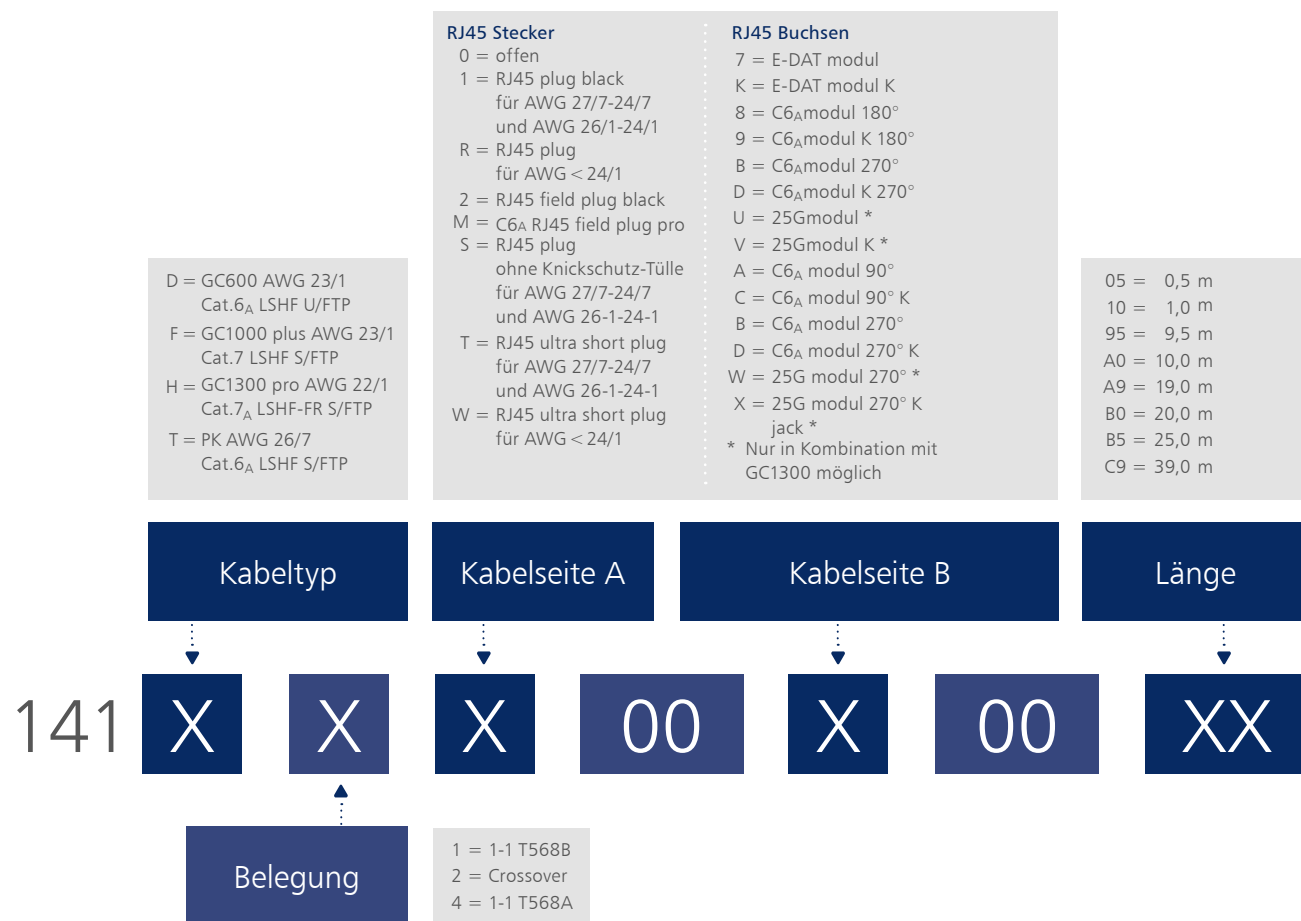 RJ45 Stecker
0 = offen
1 = RJ45 plug black
für AWG 27/7-24/7
und AWG 26/1-24/1
R = RJ45 plug
für AWG < 24/1
2 = RJ45 field plug black
M = C6A RJ45 field plug pro
S = RJ45 plug
ohne Knickschutz-Tülle
für AWG 27/7-24/7
und AWG 26-1-24-1
T = RJ45 ultra short plug
für AWG 27/7-24/7
und AWG 26-1-24-1
W = RJ45 ultra short plug
für AWG < 24/1
RJ45 Buchsen
7 = E-DAT modul
K = E-DAT modul K
8 = C6Amodul 180°
9 = C6Amodul K 180°
B = C6Amodul 270°
D = C6Amodul K 270°
U = 25Gmodul *
V = 25Gmodul K *
A = C6A modul 90°
C = C6A modul 90° K
B = C6A modul 270°
D = C6A modul 270° K
W = 25G modul 270° *
X = 25G modul 270° K
jack *
* Nur in Kombination mit
GC1300 möglich
D = GC600 AWG 23/1
Cat.6A LSHF U/FTP
F = GC1000 plus AWG 23/1
Cat.7 LSHF S/FTP
H = GC1300 pro AWG 22/1
Cat.7A LSHF-FR S/FTP
T = PK AWG 26/7
Cat.6A LSHF S/FTP
05 = 0,5 m
10 = 1,0 m
95 = 9,5 m
A0 = 10,0 m
A9 = 19,0 m
B0 = 20,0 m
B5 = 25,0 m
C9 = 39,0 m
Kabeltyp
Kabelseite A
Kabelseite B
Länge
141 X X X 00 X 00 XX
Belegung
1 = 1-1 T568B
2 = Crossover
4 = 1-1 T568A